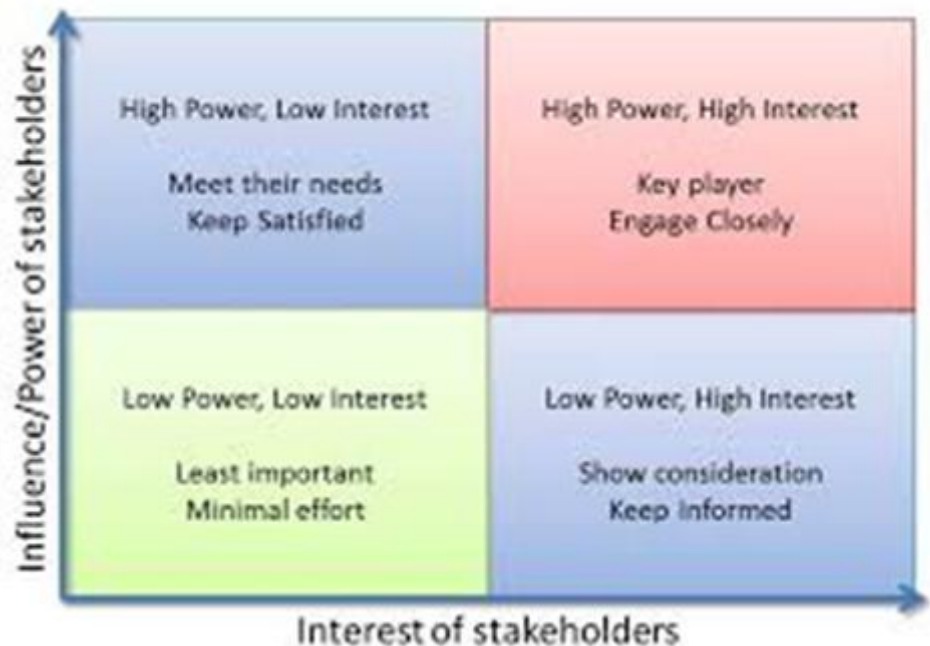 Influence/Power of stakeholders
High Power, Low Interest
Meet their needs
Keep Satisfied
High Power, High Interest
Key player
Engage Closely
Low Power, Low Interest
Least important
Minimal effort
Low Power, High Interest
Show consideration
Keep Informed
Interest of stakeholders